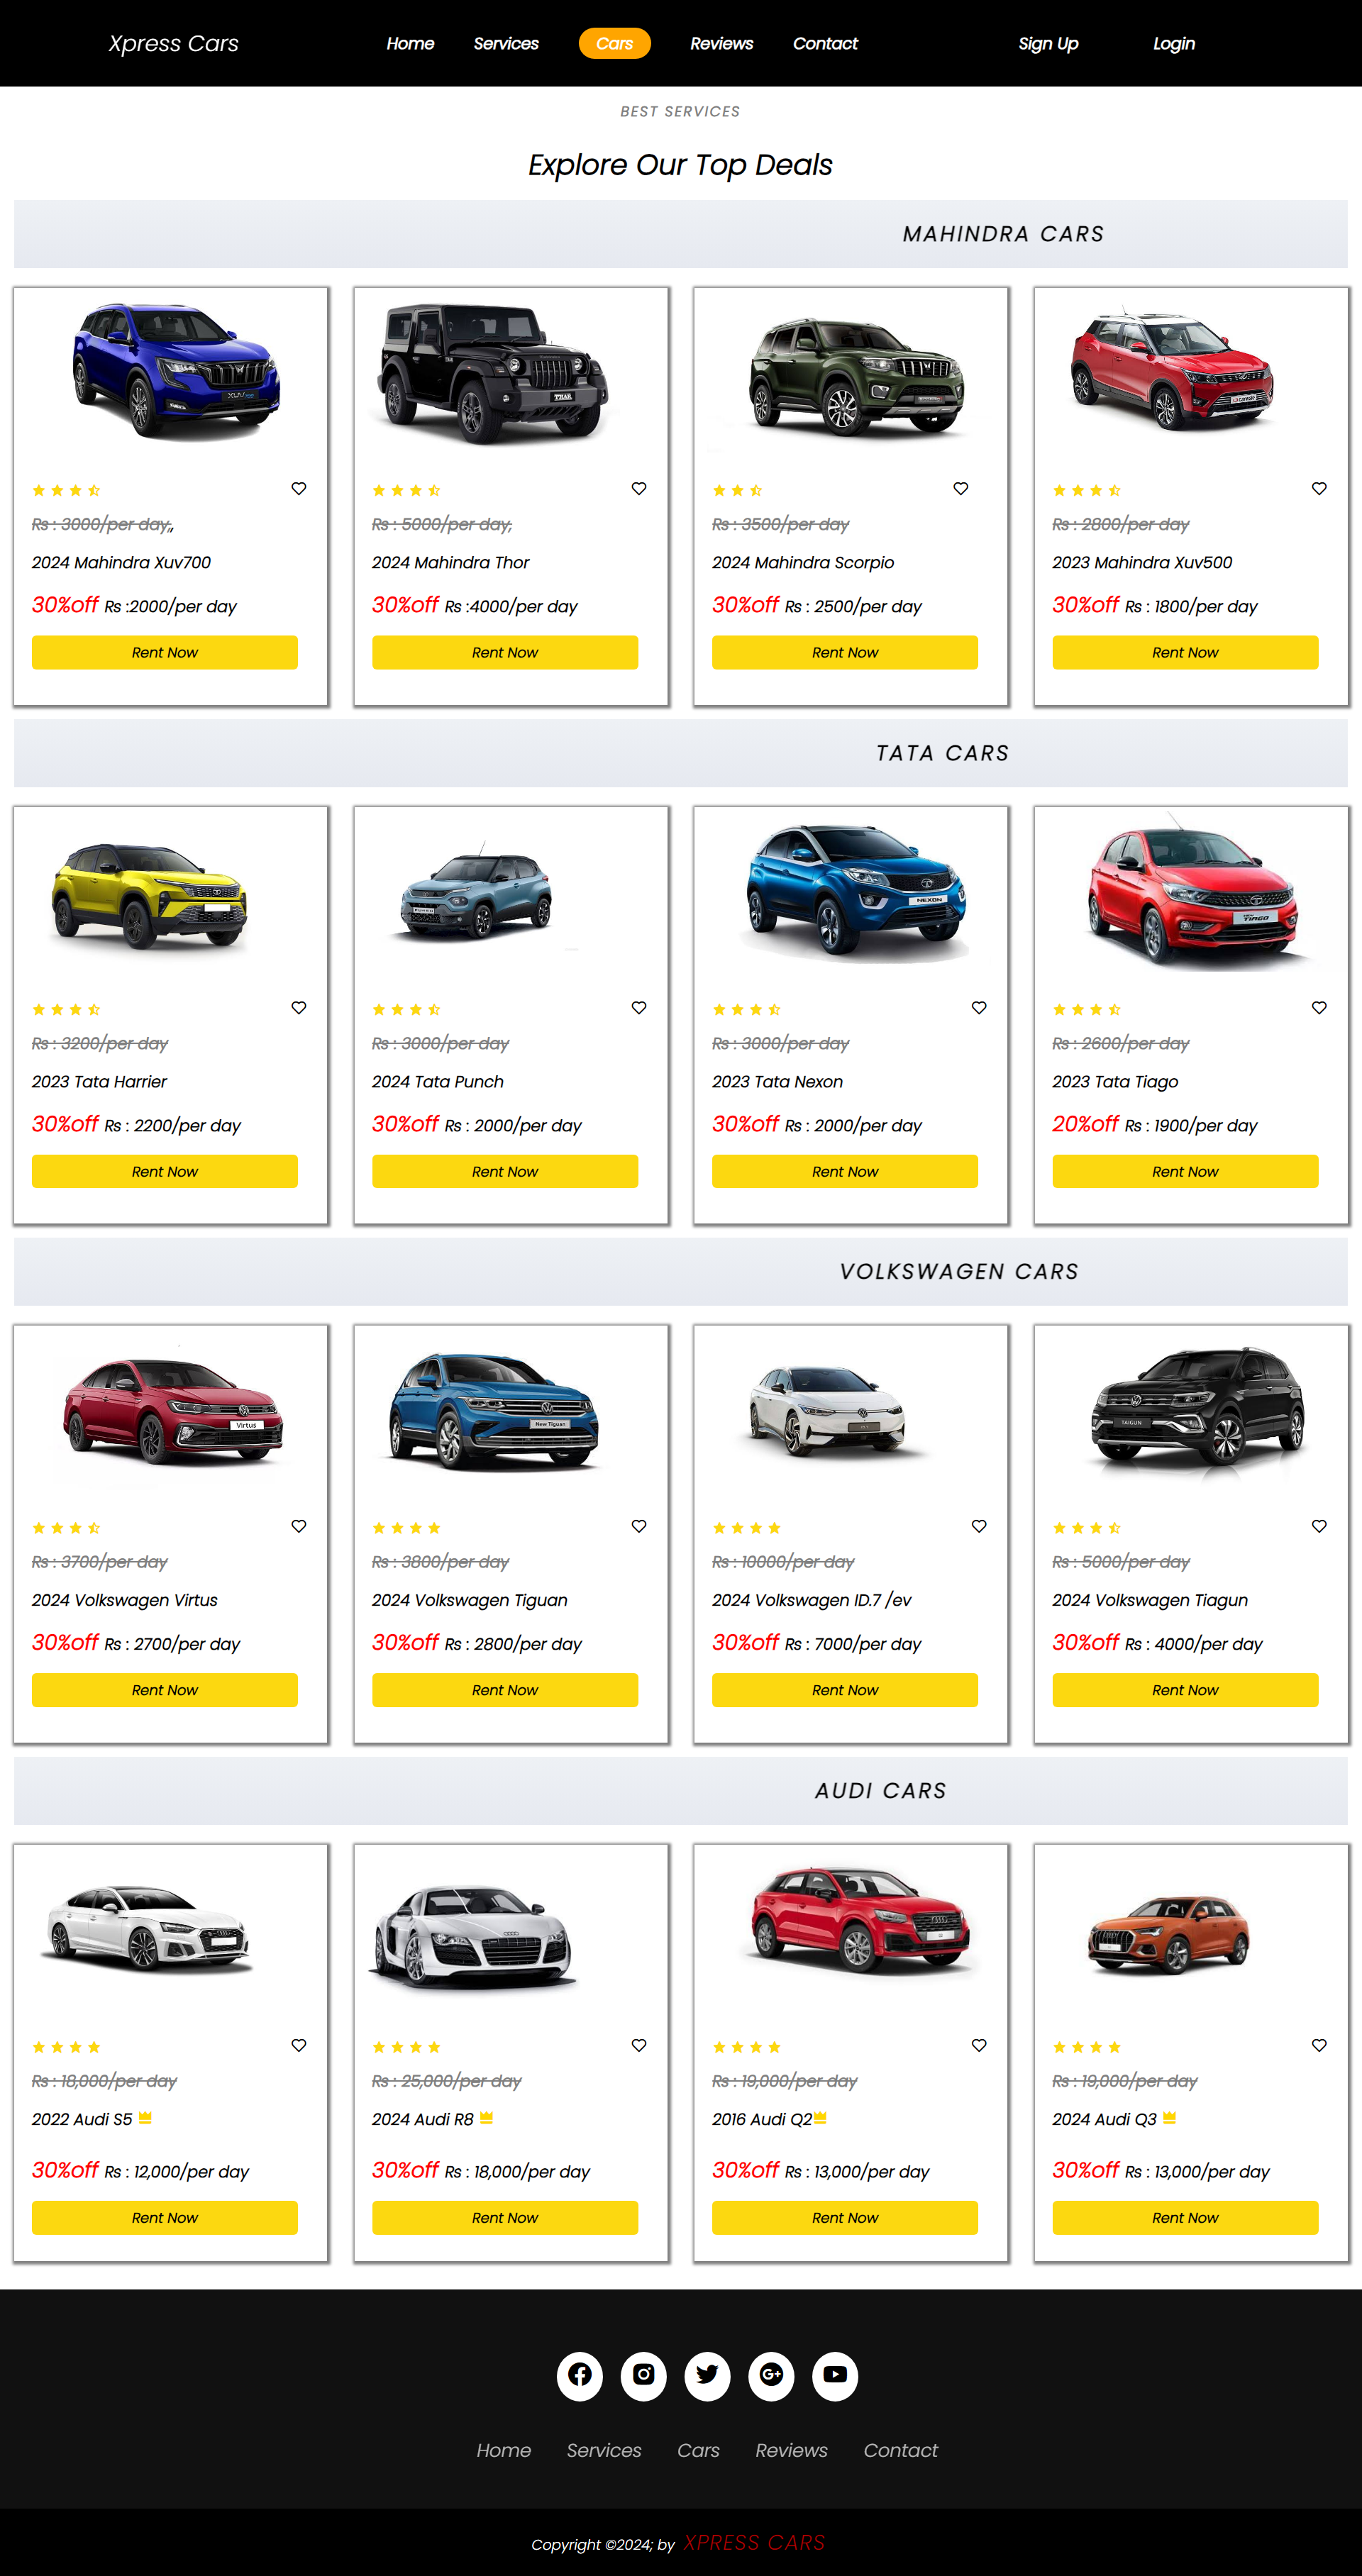 Xpress Cars Home Services Cars Reviews Contact Sign Up Login
BEST SERVICES
Explore Our Top Deals
MAHINDRA CARS
XUV THAR
Rs : 3000/per day,, Rs : 5000/per day, Rs : 3500/per day Rs : 2800/per day
2024 Mahindra Xuv700 2024 Mahindra Thor 2024 Mahindra Scorpio 2023 Mahindra Xuv500
30%off Rs :2000/per day 30%off Rs :4000/per day 30%off Rs : 2500/per day 30%off Rs : 1800/per day
Rent Now Rent Now Rent Now Rent Now
TATA CARS
NEXON TIAGO
Rs : 3200/per day Rs : 3000/per day Rs : 3000/per day Rs : 2600/per day
2023 Tata Harrier 2024 Tata Punch 2023 Tata Nexon 2023 Tata Tiago
30%off Rs : 2200/per day 30%off Rs : 2000/per day 30%off Rs : 2000/per day 20%off Rs : 1900/per day
Rent Now Rent Now Rent Now Rent Now
VOLKSWAGEN CARS
Virtus New Tiguan TAIGUN
Rs : 3700/per day Rs : 3800/per day Rs : 10000/per day Rs : 5000/per day
2024 Volkswagen Virtus 2024 Volkswagen Tiguan 2024 Volkswagen ID.7 /ev 2024 Volkswagen Tiagun
30%off Rs : 2700/per day 30%off Rs : 2800/per day 30%off Rs : 7000/per day 30%off Rs : 4000/per day
Rent Now Rent Now Rent Now Rent Now
AUDI CARS
Rs : 18,000/per day Rs : 25,000/per day Rs : 19,000/per day Rs : 19,000/per day
2022 Audi S5 2024 Audi R8 2016 Audi Q2 2024 Audi Q3
30%off Rs : 12,000/per day 30%off Rs : 18,000/per day 30%off Rs : 13,000/per day 30%off Rs : 13,000/per day
Rent Now Rent Now Rent Now Rent Now
Home Services Cars Reviews Contact
Copyright ©2024; by XPRESS CARS